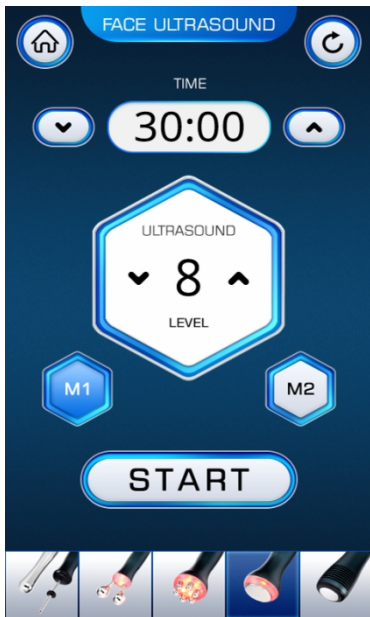 FACE ULTRASOUND
TIME
30:00
ULTRASOUND
8
LEVEL
M1
M2
START